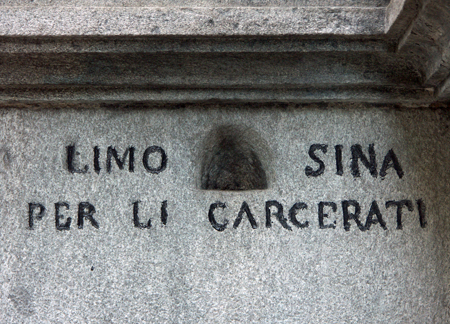 LIMO SINA
PER LI CARCERATI